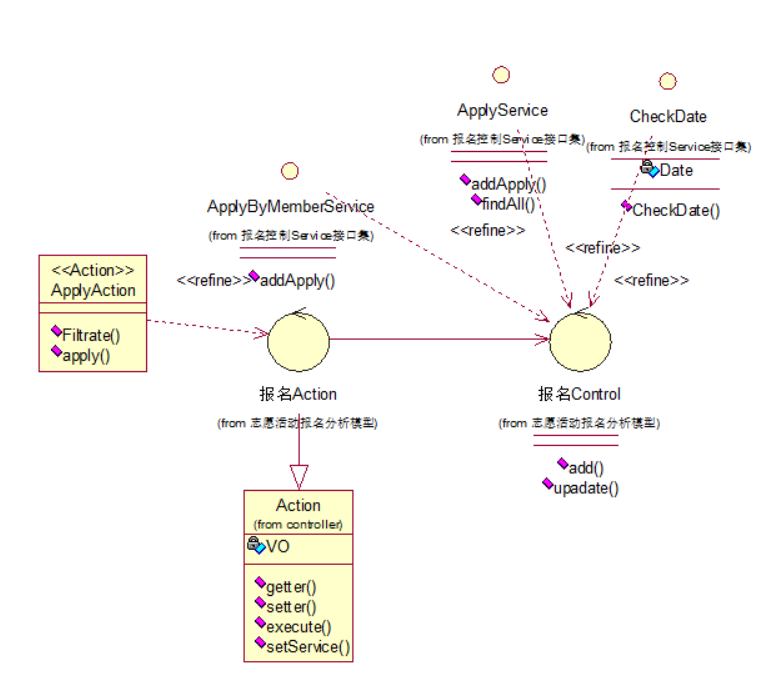 ApplyService
(from 报名控制Service接口集)
addApply()
findAll()
<<refine>>
CheckDate
(from 报名控制Service接口集)
Date
CheckDate()
<<refine>>
<<refine>>
ApplyByMemberService
(from 报名控制Service接口集)
addApply()
<<refine>>
<<Action>>
ApplyAction
Filtrate()
apply()
报名Action
(from 志愿活动报名分析模型)
报名Control
(from 志愿活动报名分析模型)
add()
upadate()
Action
(from controller)
VO
getter()
setter()
execute()
setService()